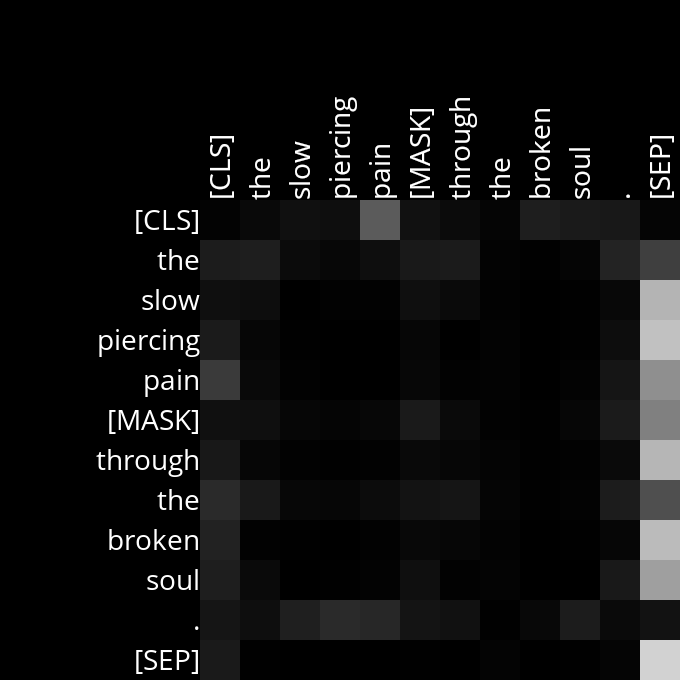 [CLS] the slow piercing pain [MASK] through the broken soul . [SEP]
[CLS]
the
slow
piercing
pain
[MASK]
through
the
broken
soul
.
[SEP]